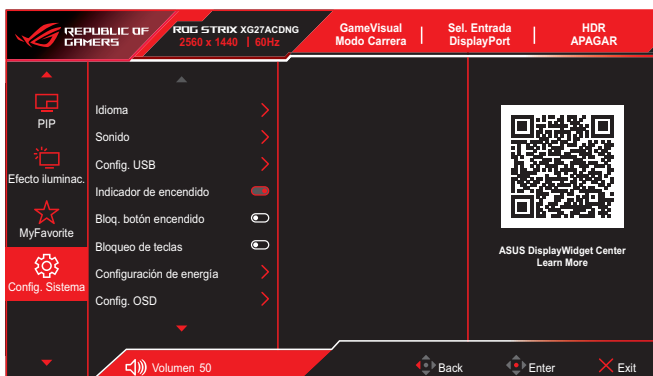 REPUBLIC OF
GAMERS
ROG STRIX XG27ACDNG
2560 x 1440 | 60Hz
GameVisual
Modo Carrera
Sel. Entrada
DisplayPort
HDR
APAGAR
PIP
Efecto iluminac.
MyFavorite
Config. Sistema
Idioma
Sonido
Config. USB
Indicador de encendido
Bloq. botón encendido
Bloqueo de teclas
Configuración de energía
Config. OSD
ASUS DisplayWidget Center
Learn More
Volumen 50
Back
Enter
Exit